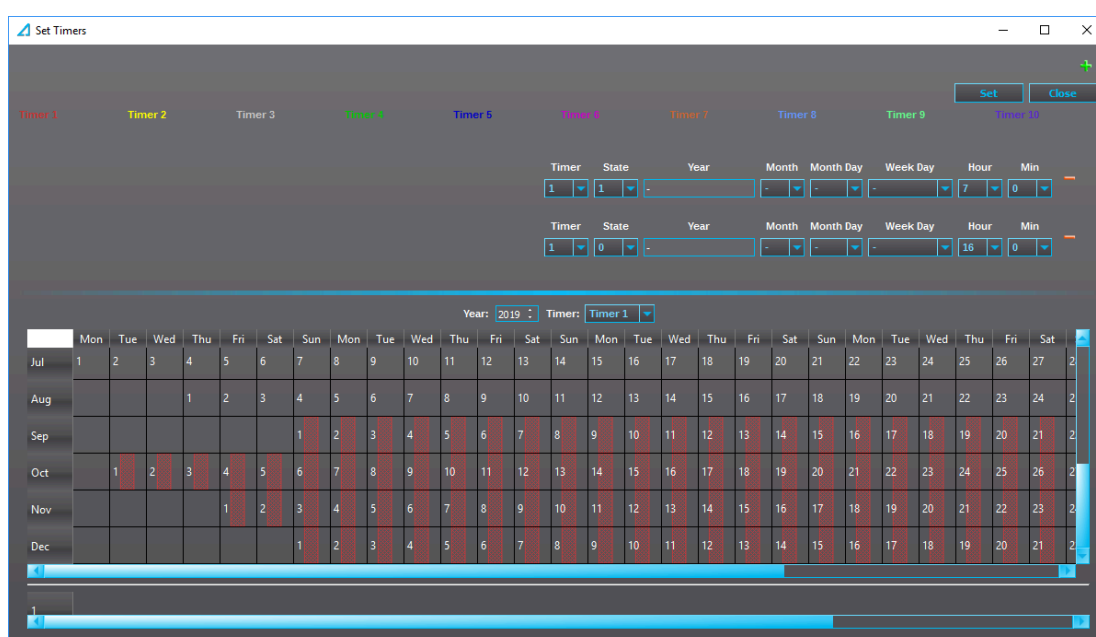 Set Timers
Set Close
Timer 1 Timer 2 Timer 3 Timer 4 Timer 5 Timer 6 Timer 7 Timer 8 Timer 9 Timer 10
Timer State Year Month Month Day Week Day Hour Min
1 1 - - - - 7 0
Timer State Year Month Month Day Week Day Hour Min
1 0 - - - - 16 0
Year: 2019 Timer: Timer 1
Mon Tue Wed Thu Fri Sat Sun Mon Tue Wed Thu Fri Sat Sun Mon Tue Wed Thu Fri Sat Sun Mon Tue Wed Thu Fri Sat
Jul 1 2 3 4 5 6 7 8 9 10 11 12 13 14 15 16 17 18 19 20 21 22 23 24 25 26 27 2
Aug 1 2 3 4 5 6 7 8 9 10 11 12 13 14 15 16 17 18 19 20 21 22 23 24 2
Sep 1 2 3 4 5 6 7 8 9 10 11 12 13 14 15 16 17 18 19 20 21 2
Oct 1 2 3 4 5 6 7 8 9 10 11 12 13 14 15 16 17 18 19 20 21 22 23 24 25 26 2
Nov 1 2 3 4 5 6 7 8 9 10 11 12 13 14 15 16 17 18 19 20 21 22 23 2
Dec 1 2 3 4 5 6 7 8 9 10 11 12 13 14 15 16 17 18 19 20 21 2
1